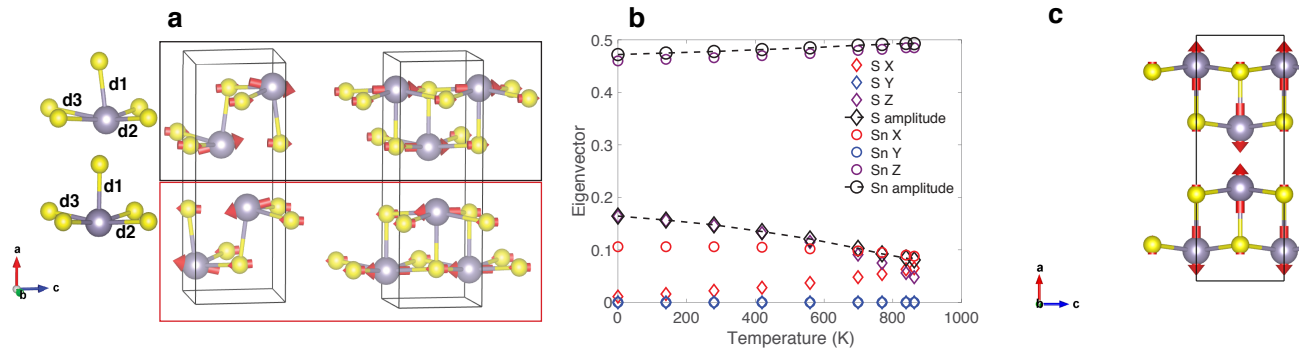 a
b
c
d1
d3
d2
d1
d3
d2
a
b
c
0.5
0.4
0.3
0.2
0.1
0
0 200 400 600 800 1000
Eigenvector
Temperature (K)
S X
S Y
S Z
S amplitude
Sn X
Sn Y
Sn Z
Sn amplitude
a
b
c